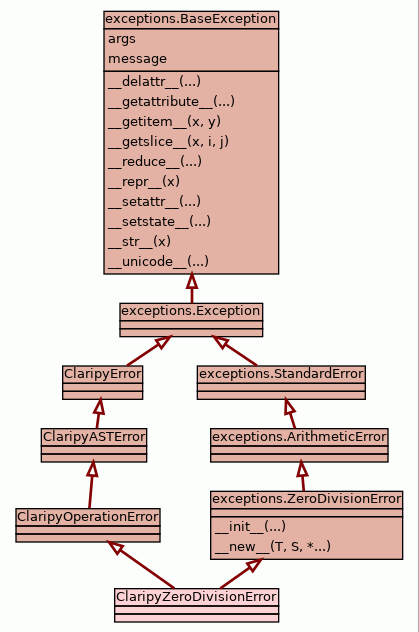 exceptions.BaseException
args
message
__delattr__(...)
__getattribute__(...)
__getitem__(x, y)
__getslice__(x, i, j)
__reduce__(...)
__repr__(x)
__setattr__(...)
__setstate__(...)
__str__(x)
__unicode__(...)
exceptions.Exception
ClaripyError
exceptions.StandardError
ClaripyASTError
exceptions.ArithmeticError
ClaripyOperationError
exceptions.ZeroDivisionError
__init__(...)
__new__(T, S, *...)
ClaripyZeroDivisionError